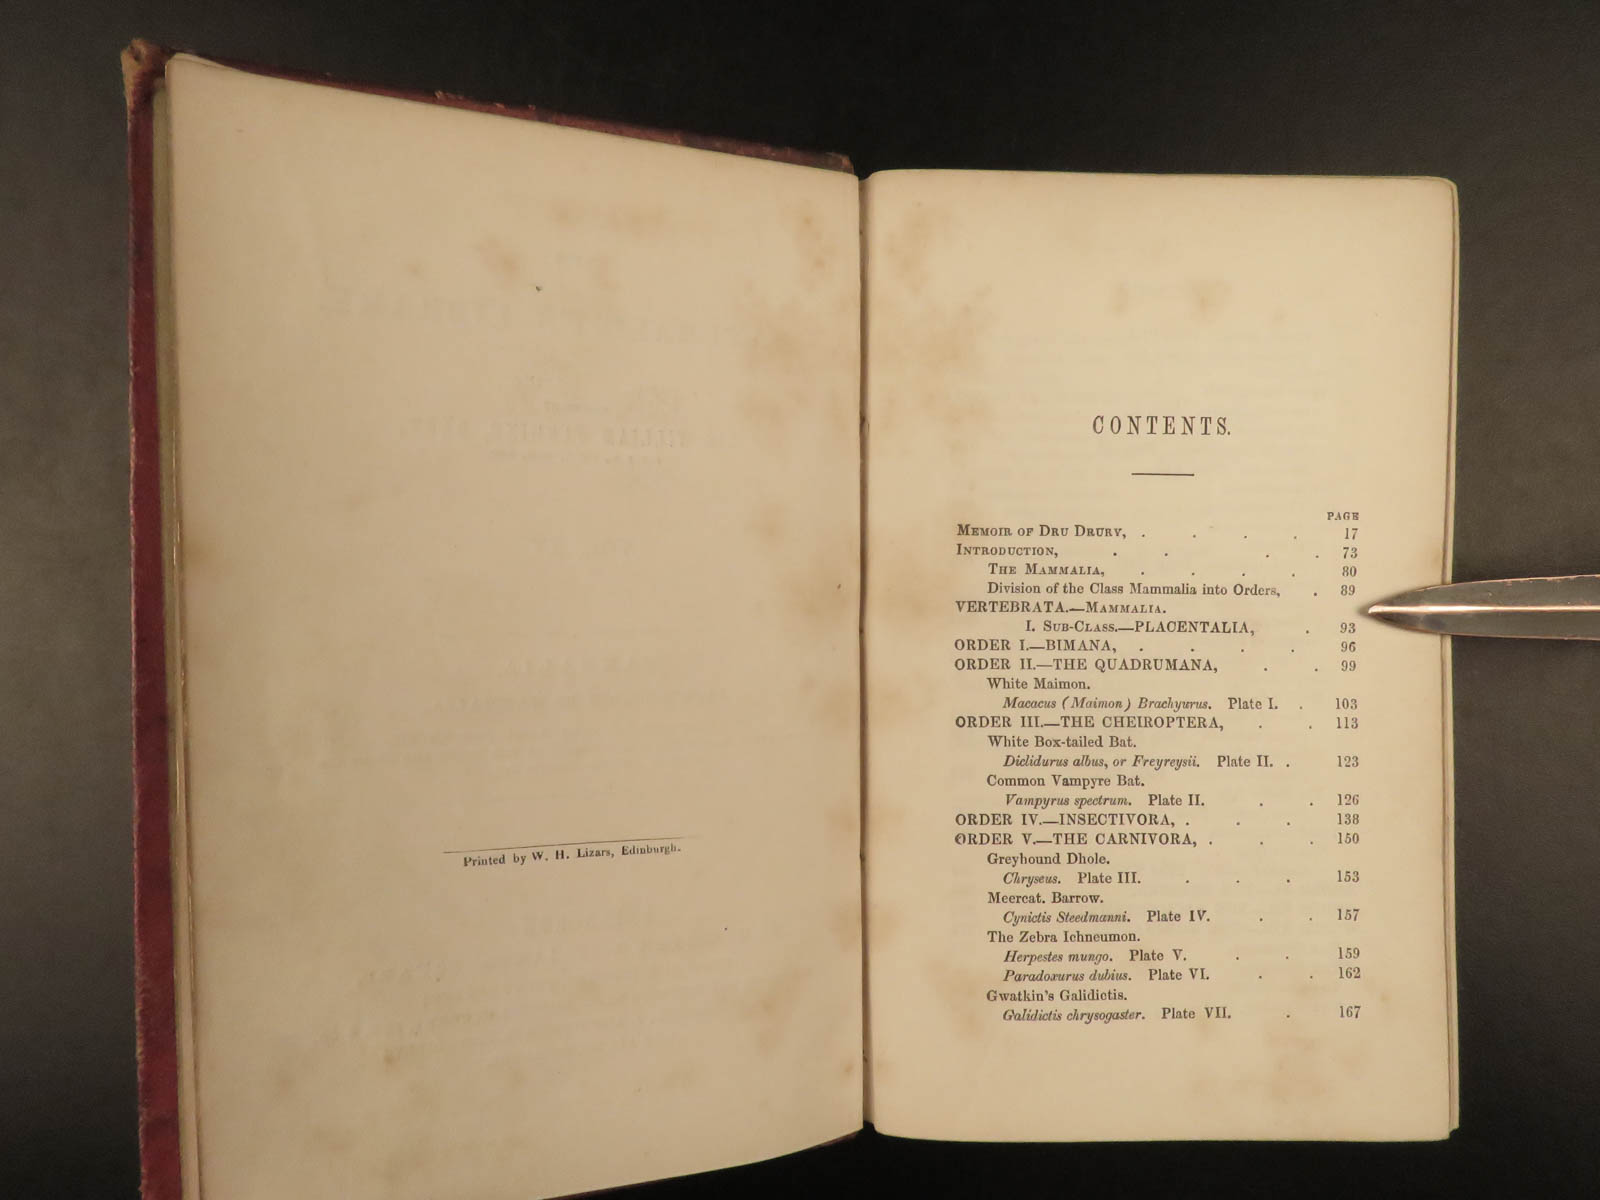 Printed by W. H. Lizars, Edinburgh.
CONTENTS.
PAGE
Memoir of Dru Drury, . . . . 17
Introduction, . . . . 73
The Mammalia, . . . . 80
Division of the Class Mammalia into Orders, . 89
VERTEBRATA.—Mammalia.
I. Sub-Class.—PLACENTALIA, . 93
ORDER I.—BIMANA, . . . . 96
ORDER II.—THE QUADRUMANA, . . 99
White Maimon.
Macacus (Maimon) Brachyurus. Plate I. . 103
ORDER III.—THE CHEIROPTERA, . . 113
White Box-tailed Bat.
Diclidurus albus, or Freyreysii. Plate II. . 123
Common Vampyre Bat.
Vampyrus spectrum. Plate II. . . 126
ORDER IV.—INSECTIVORA, . . . 138
ORDER V.—THE CARNIVORA, . . . 150
Greyhound Dhole.
Chryseus. Plate III. . . . 153
Meercat. Barrow.
Cynictis Steedmanni. Plate IV. . . 157
The Zebra Ichneumon.
Herpestes mungo. Plate V. . . 159
Paradoxurus dubius. Plate VI. . . 162
Gwatkin's Galidictis.
Galidictis chrysogaster. Plate VII. . 167